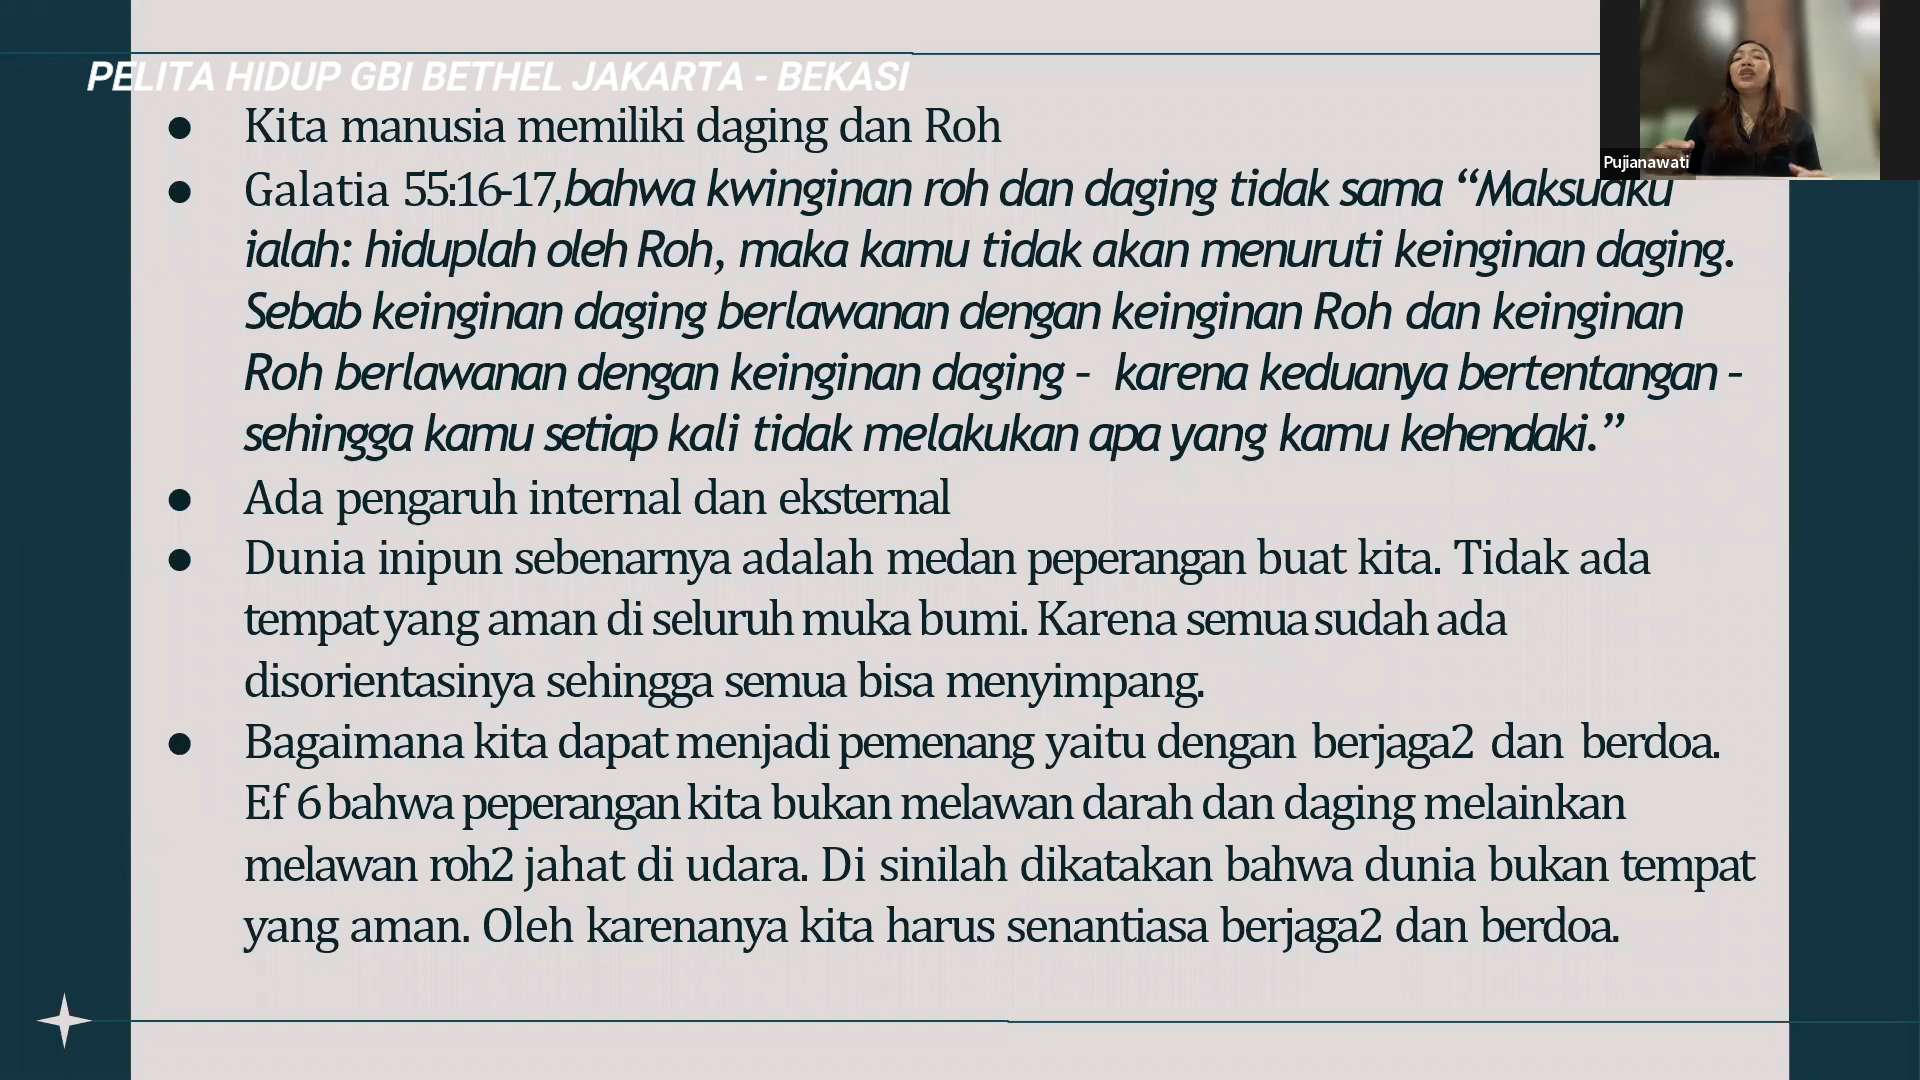 PELITA HIDUP GBI BETHEL JAKARTA - BEKASI
Pujianawati
● Kita manusia memiliki daging dan Roh
● Galatia 55:16-17,bahwa kwinginan roh dan daging tidak sama “Maksudku
ialah: hiduplah oleh Roh, maka kamu tidak akan menuruti keinginan daging.
Sebab keinginan daging berlawanan dengan keinginan Roh dan keinginan
Roh berlawanan dengan keinginan daging - karena keduanya bertentangan -
sehingga kamu setiap kali tidak melakukan apa yang kamu kehendaki.”
● Ada pengaruh internal dan eksternal
● Dunia inipun sebenarnya adalah medan peperangan buat kita. Tidak ada
tempat yang aman di seluruh muka bumi. Karena semua sudah ada
disorientasinya sehingga semua bisa menyimpang.
● Bagaimana kita dapat menjadi pemenang yaitu dengan berjaga2 dan berdoa.
Ef 6 bahwa peperangan kita bukan melawan darah dan daging melainkan
melawan roh2 jahat di udara. Di sinilah dikatakan bahwa dunia bukan tempat
yang aman. Oleh karenanya kita harus senantiasa berjaga2 dan berdoa.